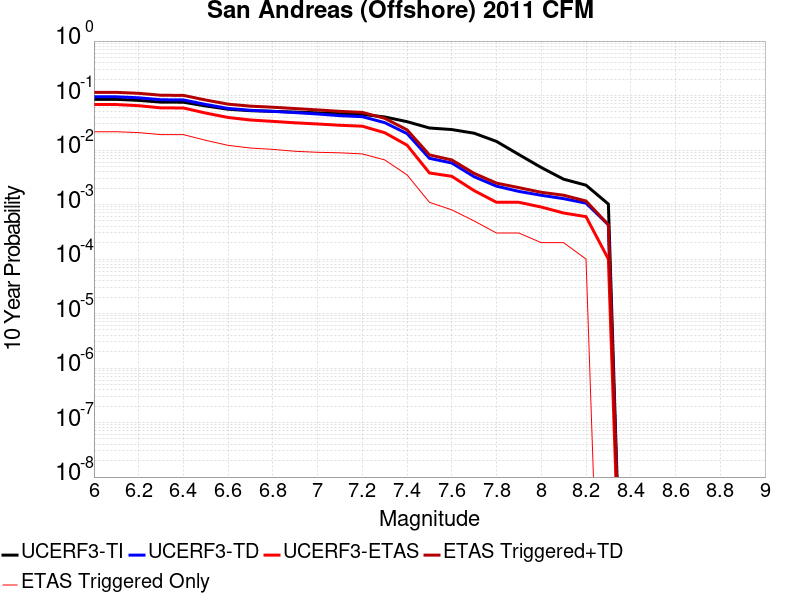 San Andreas (Offshore) 2011 CFM
10^0
10^-1
10^-2
10^-3
10^-4
10^-5
10^-6
10^-7
10^-8
10 Year Probability
6 6.2 6.4 6.6 6.8 7 7.2 7.4 7.6 7.8 8 8.2 8.4 8.6 8.8 9
Magnitude
UCERF3-TI UCERF3-TD UCERF3-ETAS ETAS Triggered+TD
ETAS Triggered Only